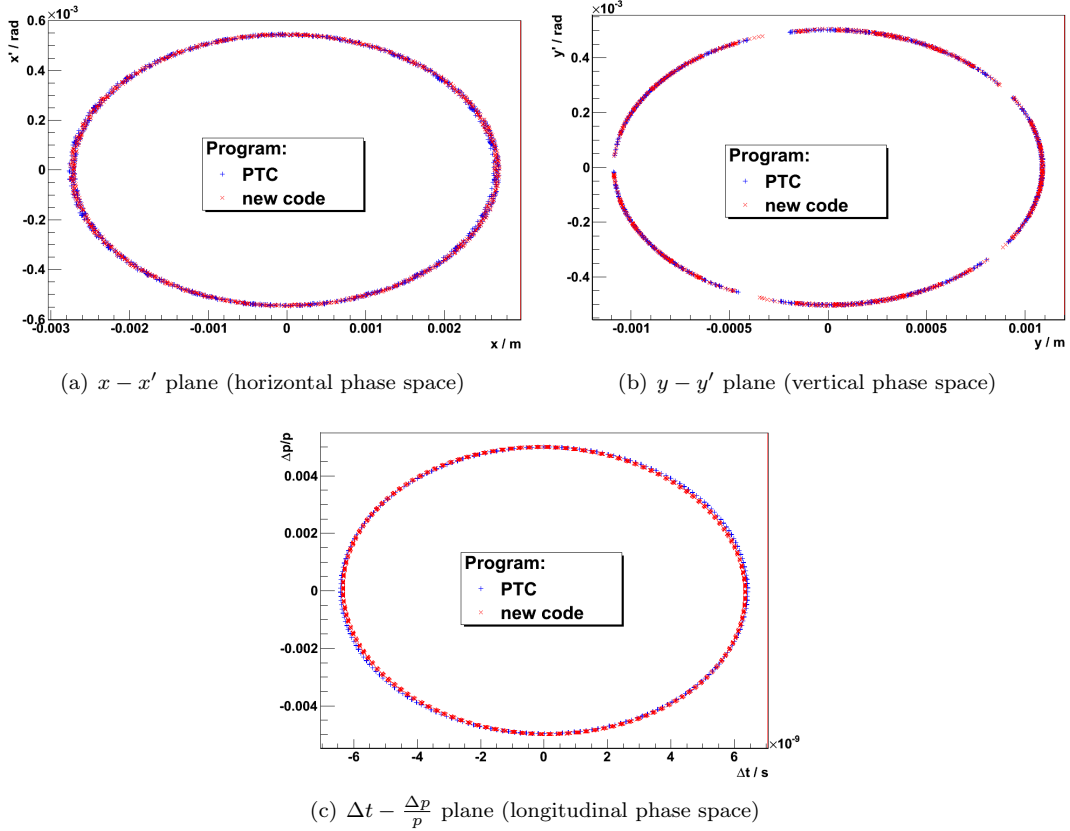 ×10⁻³
x' / rad
0.6
0.4
0.2
0
-0.2
-0.4
-0.6
Program:
PTC
new code
-0.003 -0.002 -0.001 0 0.001 0.002
x / m
(a) x − x′ plane (horizontal phase space)
×10⁻³
y' / rad
0.4
0.2
0
-0.2
-0.4
Program:
PTC
new code
-0.001 -0.0005 0 0.0005 0.001
y / m
(b) y − y′ plane (vertical phase space)
Δp/p
0.004
0.002
0
-0.002
-0.004
Program:
PTC
new code
-6 -4 -2 0 2 4 6
×10⁻⁹
Δt / s
(c) Δt − Δp/p plane (longitudinal phase space)